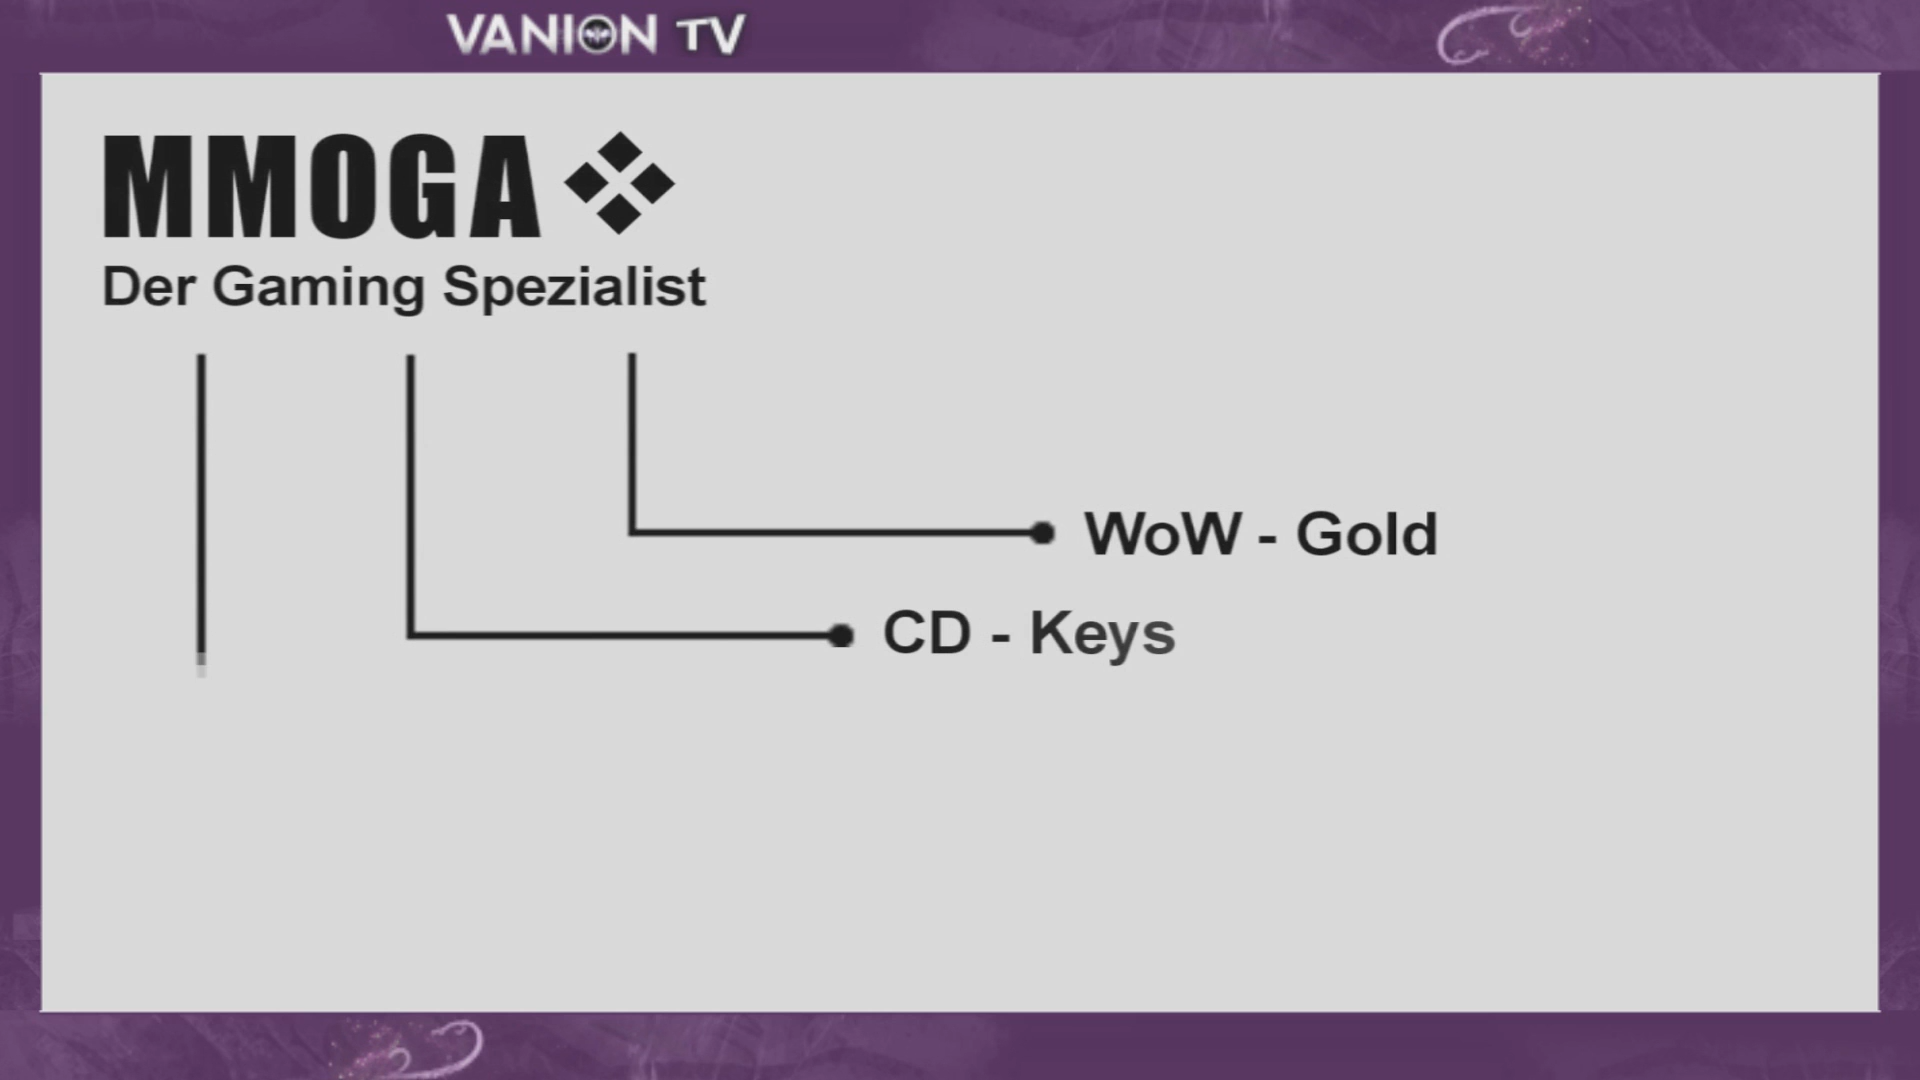 VANION TV
MMOGA
Der Gaming Spezialist
WoW - Gold
CD - Keys